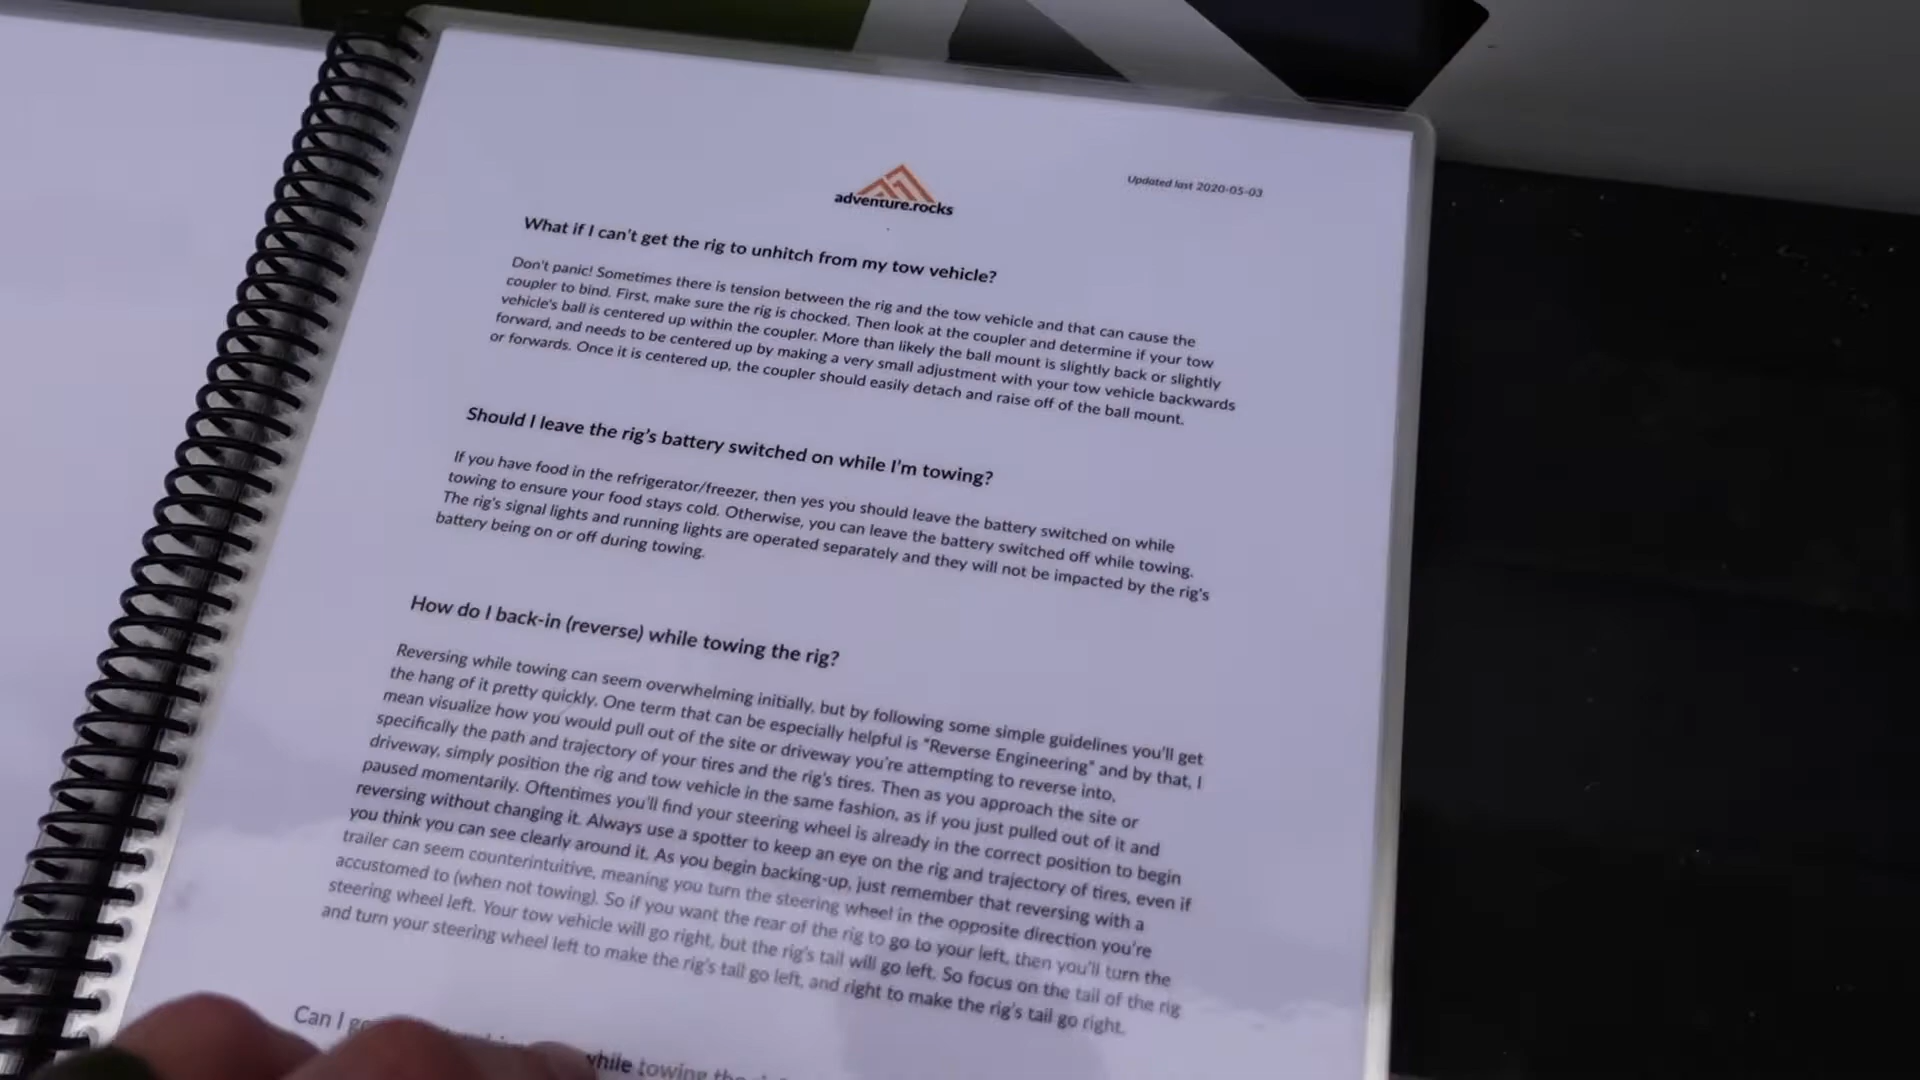 adventure.rocks
Updated last 2020-05-03
What if I can't get the rig to unhitch from my tow vehicle?
Don't panic! Sometimes there is tension between the rig and the tow vehicle and that can cause the
coupler to bind. First, make sure the rig is chocked. Then look at the coupler and determine if your tow
vehicle's ball is centered up within the coupler. More than likely the ball mount is slightly back or slightly
forward, and needs to be centered up by making a very small adjustment with your tow vehicle backwards
or forwards. Once it is centered up, the coupler should easily detach and raise off of the ball mount.
Should I leave the rig's battery switched on while I'm towing?
If you have food in the refrigerator/freezer, then yes you should leave the battery switched on while
towing to ensure your food stays cold. Otherwise, you can leave the battery switched off while towing.
The rig's signal lights and running lights are operated separately and they will not be impacted by the rig's
battery being on or off during towing.
How do I back-in (reverse) while towing the rig?
Reversing while towing can seem overwhelming initially, but by following some simple guidelines you'll get
the hang of it pretty quickly. One term that can be especially helpful is "Reverse Engineering" and by that, I
mean visualize how you would pull out of the site or driveway you're attempting to reverse into,
specifically the path and trajectory of your tires and the rig's tires. Then as you approach the site or
driveway, simply position the rig and tow vehicle in the same fashion, as if you just pulled out of it and
paused momentarily. Oftentimes you'll find your steering wheel is already in the correct position to begin
reversing without changing it. Always use a spotter to keep an eye on the rig and trajectory of tires, even if
you think you can see clearly around it. As you begin backing-up, just remember that reversing with a
trailer can seem counterintuitive, meaning you turn the steering wheel in the opposite direction you're
accustomed to (when not towing). So if you want the rear of the rig to go to your left, then you'll turn the
steering wheel left. Your tow vehicle will go right, but the rig's tail will go left. So focus on the tail of the rig
and turn your steering wheel left to make the rig's tail go left, and right to make the rig's tail go right.
Can I while towing the